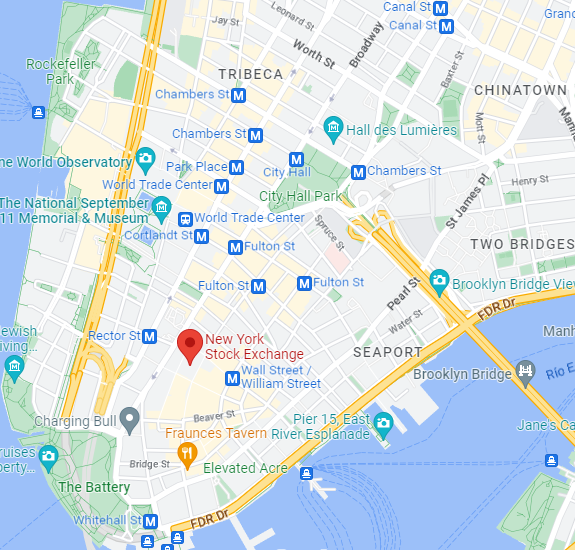 Canal St
Canal St
Grand
Leonard St
Jay St
Broadway
Worth St
Rockefeller
Park
TRIBECA
Baxter St
CHINATOWN
Chambers St
Mott St
Chambers St
Hall des Lumières
ne World Observatory
Park Place
City Hall
Chambers St
Henry St
World Trade Center
City Hall Park
St James Pl
The National September
11 Memorial & Museum
World Trade Center
Spruce St
Cortlandt St
Fulton St
TWO BRIDGES
Fulton St
Fulton St
Pearl St
Brooklyn Bridge View
FDR Dr
Water St
Rector St
New York
Stock Exchange
SEAPORT
Manh
ewish
iving...
Wall Street /
William Street
Brooklyn Bridge
Rio E
Charging Bull
Beaver St
Pier 15, East
River Esplanade
Jane's Ca
Fraunces Tavern
ruises
perty...
Bridge St
Elevated Acre
The Battery
Whitehall St
FDR Dr